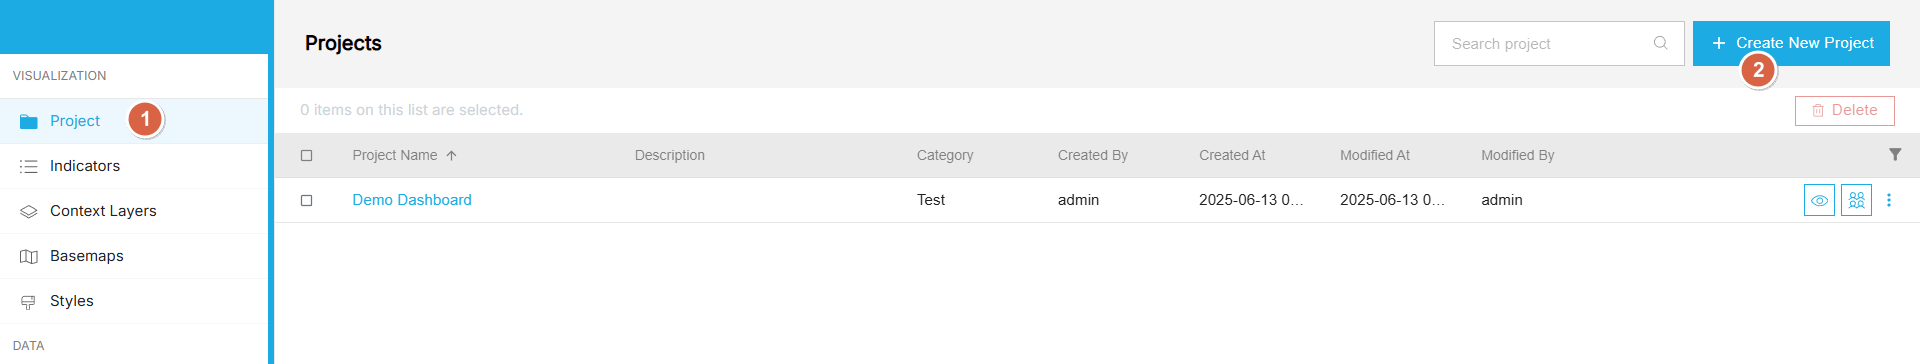 VISUALIZATION
Project 1
Indicators
Context Layers
Basemaps
Styles
DATA
Projects
Search project
Create New Project
2
0 items on this list are selected.
Delete
Project Name Description Category Created By Created At Modified At Modified By
Demo Dashboard Test admin 2025-06-13 0... 2025-06-13 0... admin